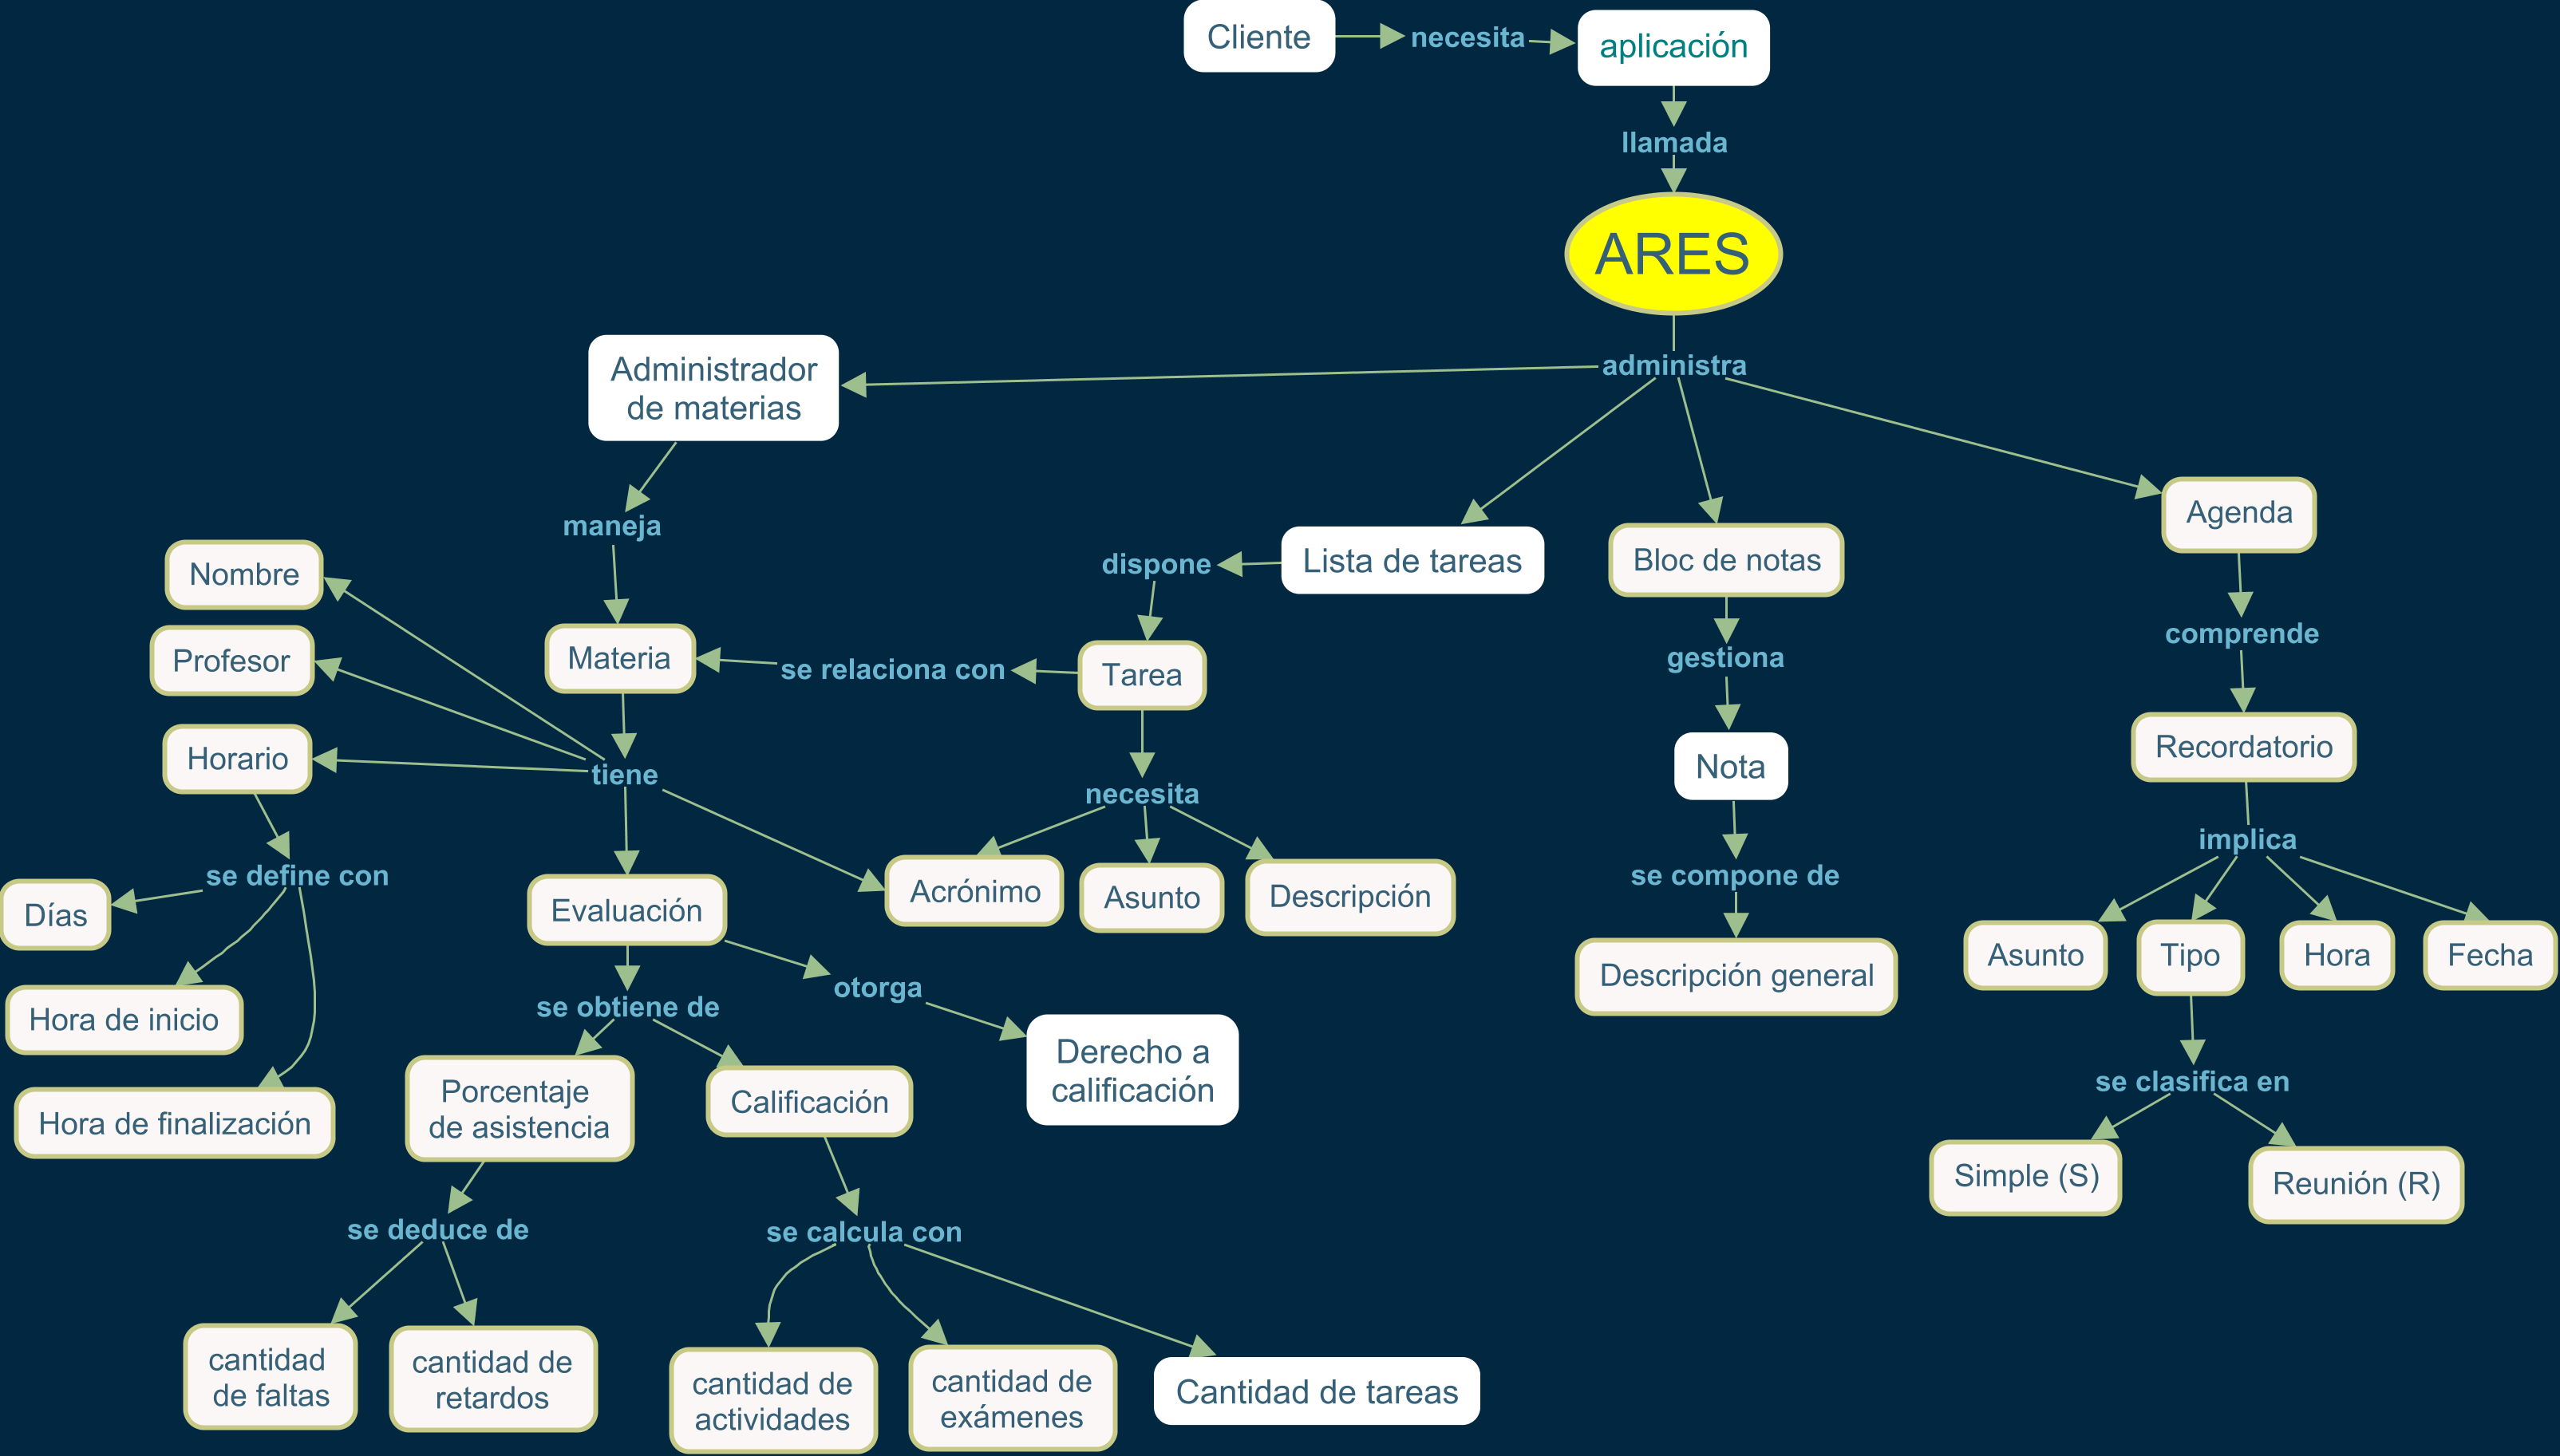 Cliente
necesita
aplicación
llamada
ARES
administra
Administrador
de materias
maneja
Agenda
Lista de tareas
Bloc de notas
dispone
Nombre
Profesor
Horario
Materia
se relaciona con
Tarea
gestiona
comprende
Nota
Recordatorio
tiene
necesita
implica
se define con
se compone de
Días
Evaluación
Acrónimo
Asunto
Descripción
Hora de inicio
Hora de finalización
se obtiene de
otorga
Descripción general
Asunto
Tipo
Hora
Fecha
Porcentaje
de asistencia
Calificación
Derecho a
calificación
se clasifica en
Simple (S)
Reunión (R)
se deduce de
se calcula con
cantidad
de faltas
cantidad de
retardos
cantidad de
actividades
cantidad de
exámenes
Cantidad de tareas